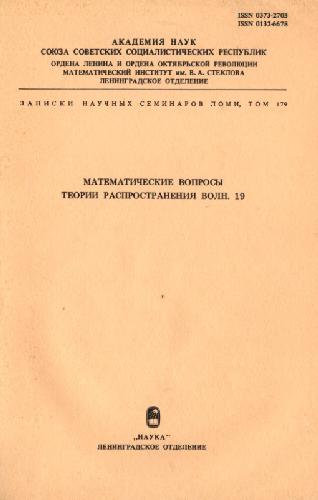 ISSN 0373-2703
ISSN 0132-6678
АКАДЕМИЯ НАУК
СОЮЗА СОВЕТСКИХ СОЦИАЛИСТИЧЕСКИХ РЕСПУБЛИК
ОРДЕНА ЛЕНИНА И ОРДЕНА ОКТЯБРЬСКОЙ РЕВОЛЮЦИИ
МАТЕМАТИЧЕСКИЙ ИНСТИТУТ им. В. А. СТЕКЛОВА
ЛЕНИНГРАДСКОЕ ОТДЕЛЕНИЕ
ЗАПИСКИ НАУЧНЫХ СЕМИНАРОВ ЛОМИ, ТОМ 179
МАТЕМАТИЧЕСКИЕ ВОПРОСЫ
ТЕОРИИ РАСПРОСТРАНЕНИЯ ВОЛН. 19
„НАУКА"
ЛЕНИНГРАДСКОЕ ОТДЕЛЕНИЕ